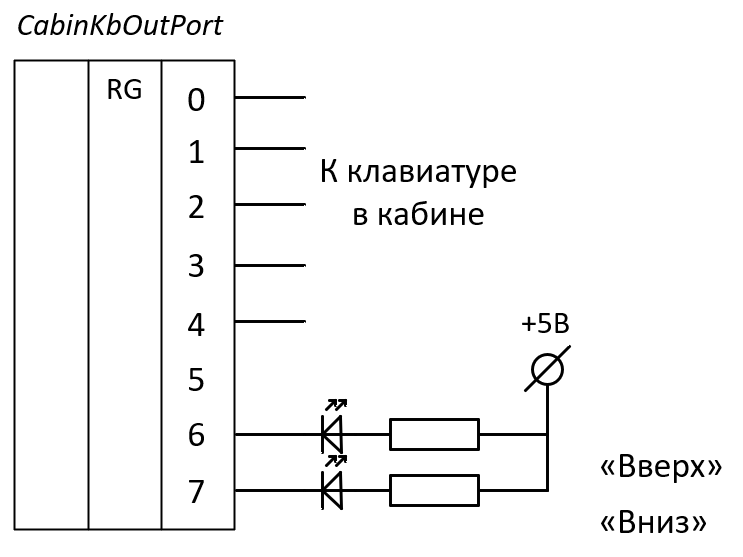 CabinKbOutPort
RG
0
1
К клавиатуре
2
в кабине
3
4
+5В
5
6
«Вверх»
7
«Вниз»